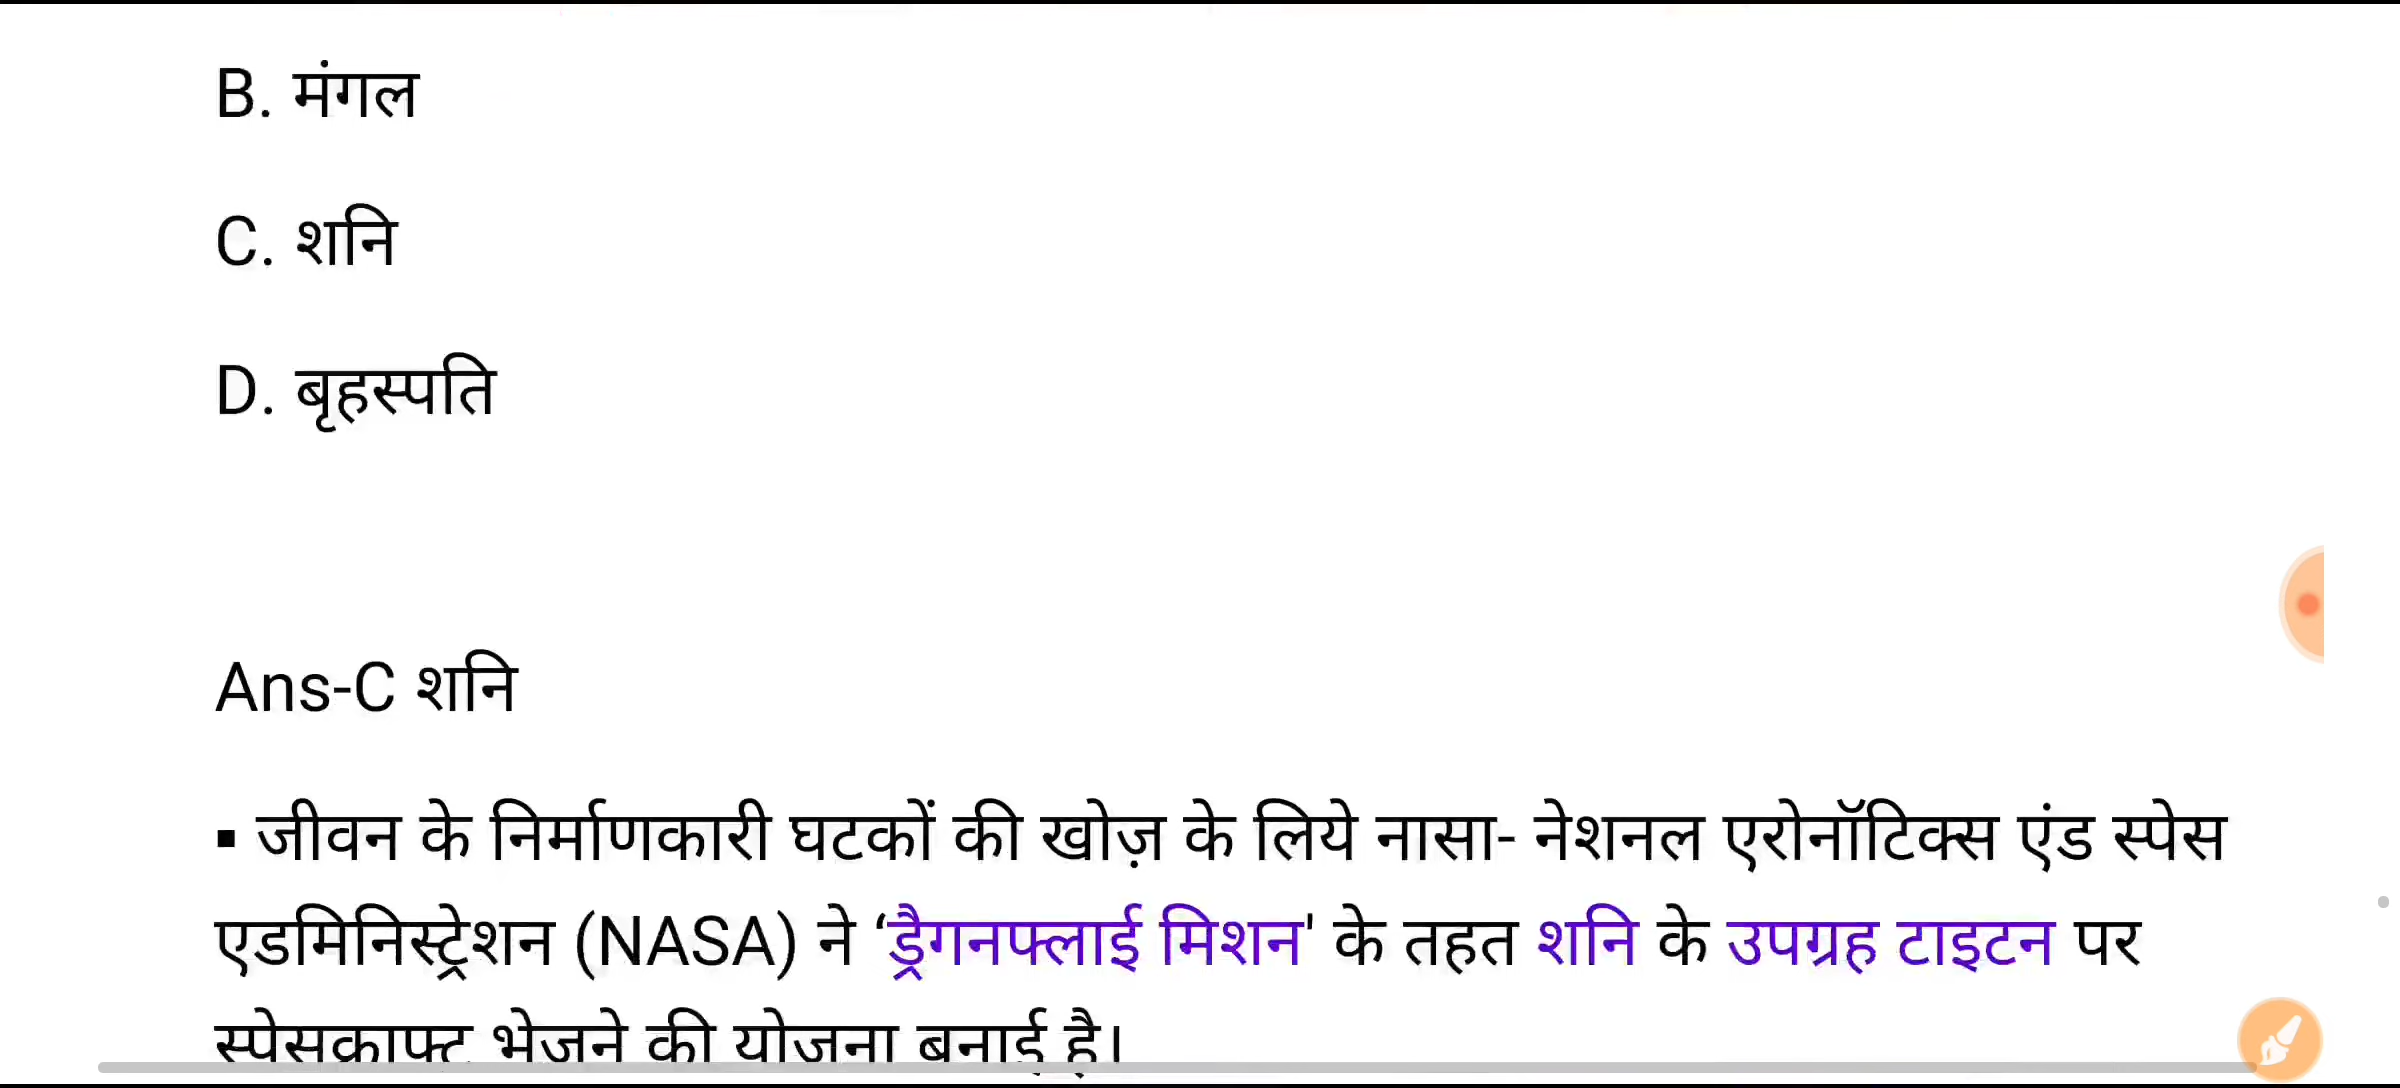 B. मंगल
C. शनि
D. बृहस्पति
Ans-C शनि
▪ जीवन के निर्माणकारी घटकों की खोज़ के लिये नासा- नेशनल एरोनॉटिक्स एंड स्पेस
एडमिनिस्ट्रेशन (NASA) ने ‘ड्रैगनफ्लाई मिशन' के तहत शनि के उपग्रह टाइटन पर
स्पेसक्राफ्ट भेजने की योजना बनाई है।